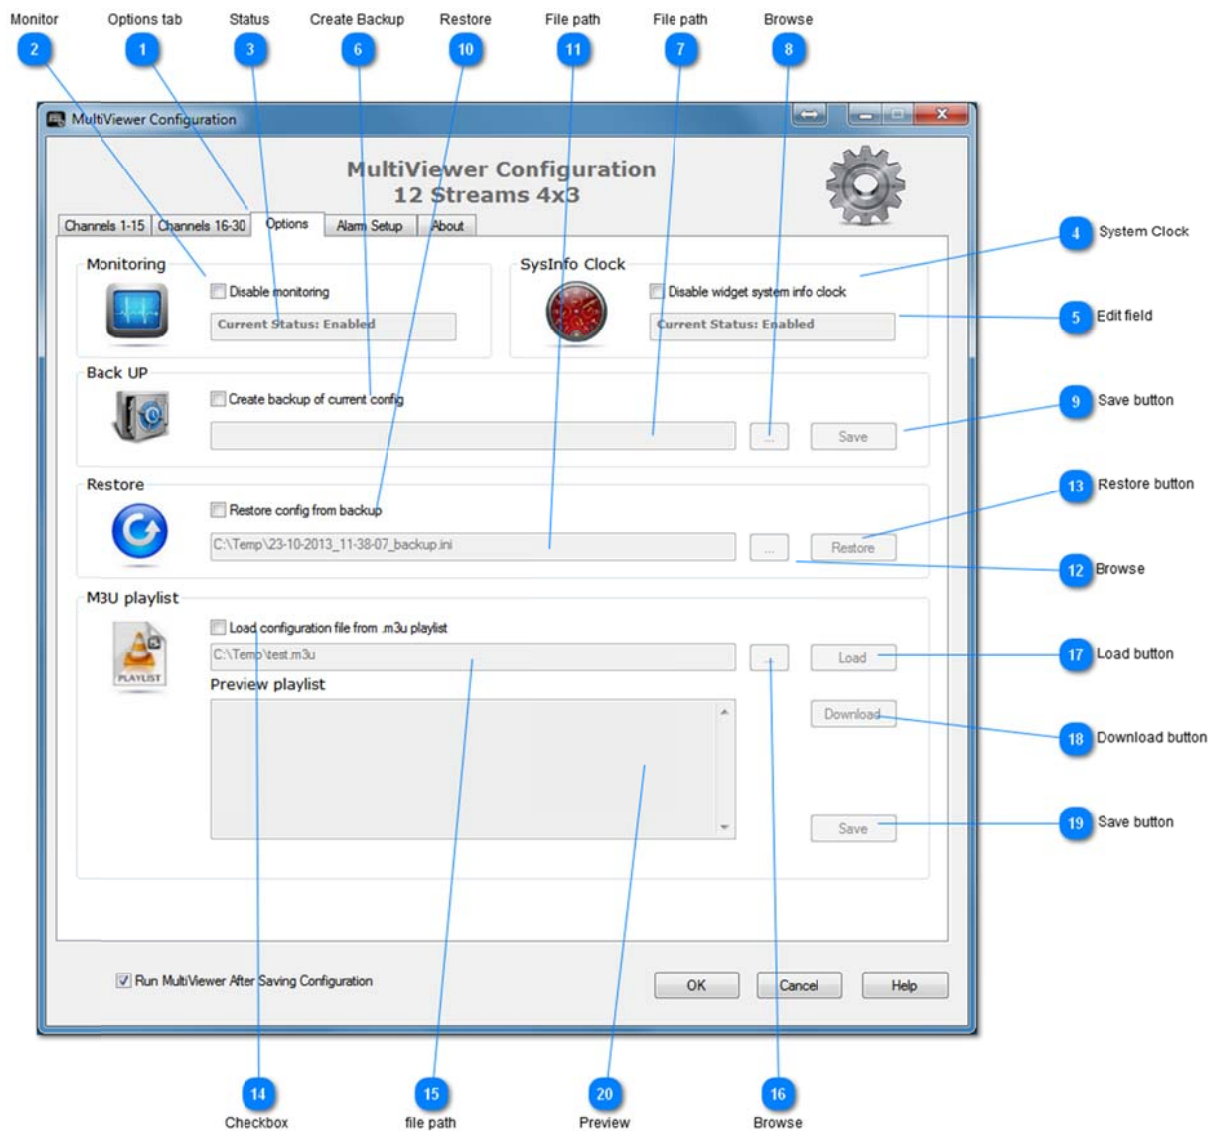 Monitor Options tab Status Create Backup Restore File path File path Browse
2 1 3 6 10 11 7 8
MultiViewer Configuration
MultiViewer Configuration
12 Streams 4x3
Channels 1-15 Channels 16-30 Options Alarm Setup About
4 System Clock
Monitoring SysInfo Clock
Disable monitoring Disable widget system info clock
Current Status: Enabled Current Status: Enabled
5 Edit field
Back UP
Create backup of current config
9 Save button
... Save
Restore
13 Restore button
Restore config from backup
C:\Temp\23-10-2013_11-38-07_backup.ini ... Restore
12 Browse
M3U playlist
Load configuration file from .m3u playlist
C:\Temp\test.m3u ... Load
17 Load button
PLAYLIST
Preview playlist
Download
18 Download button
Save
19 Save button
Run MultiViewer After Saving Configuration OK Cancel Help
14 15 20 16
Checkbox file path Preview Browse